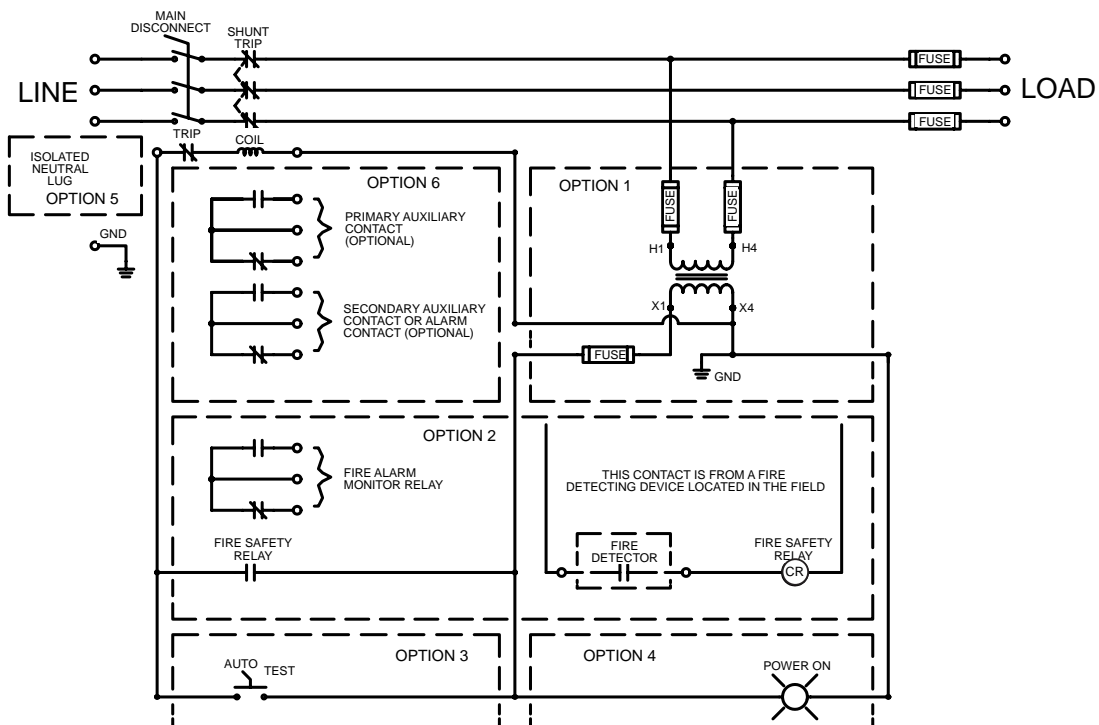 MAIN
DISCONNECT
SHUNT
TRIP
FUSE
LINE
FUSE
LOAD
FUSE
TRIP
COIL
ISOLATED
NEUTRAL
LUG
OPTION 5
OPTION 6
OPTION 1
PRIMARY AUXILIARY
CONTACT
(OPTIONAL)
FUSE
FUSE
GND
H1
H4
SECONDARY AUXILIARY
CONTACT OR ALARM
CONTACT (OPTIONAL)
X1
X4
FUSE
GND
OPTION 2
FIRE ALARM
MONITOR RELAY
THIS CONTACT IS FROM A FIRE
DETECTING DEVICE LOCATED IN THE FIELD
FIRE SAFETY
RELAY
FIRE
DETECTOR
FIRE SAFETY
RELAY
CR
OPTION 3
OPTION 4
AUTO
TEST
POWER ON